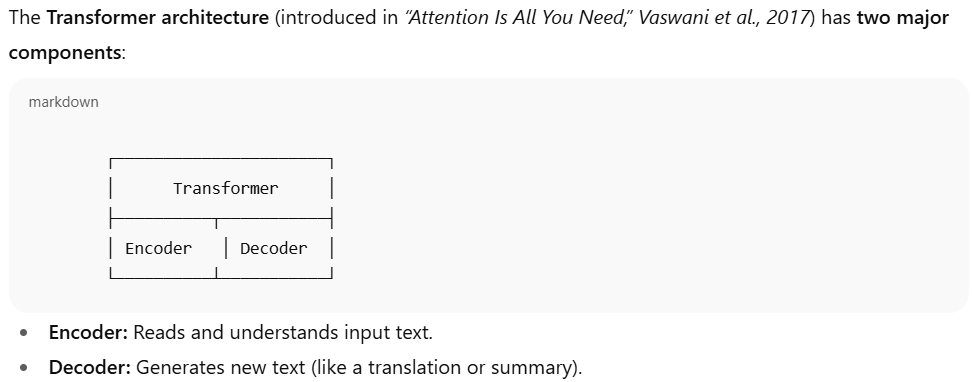 The Transformer architecture (introduced in “Attention Is All You Need,” Vaswani et al., 2017) has two major
components:
markdown
Transformer
Encoder │ Decoder
• Encoder: Reads and understands input text.
• Decoder: Generates new text (like a translation or summary).